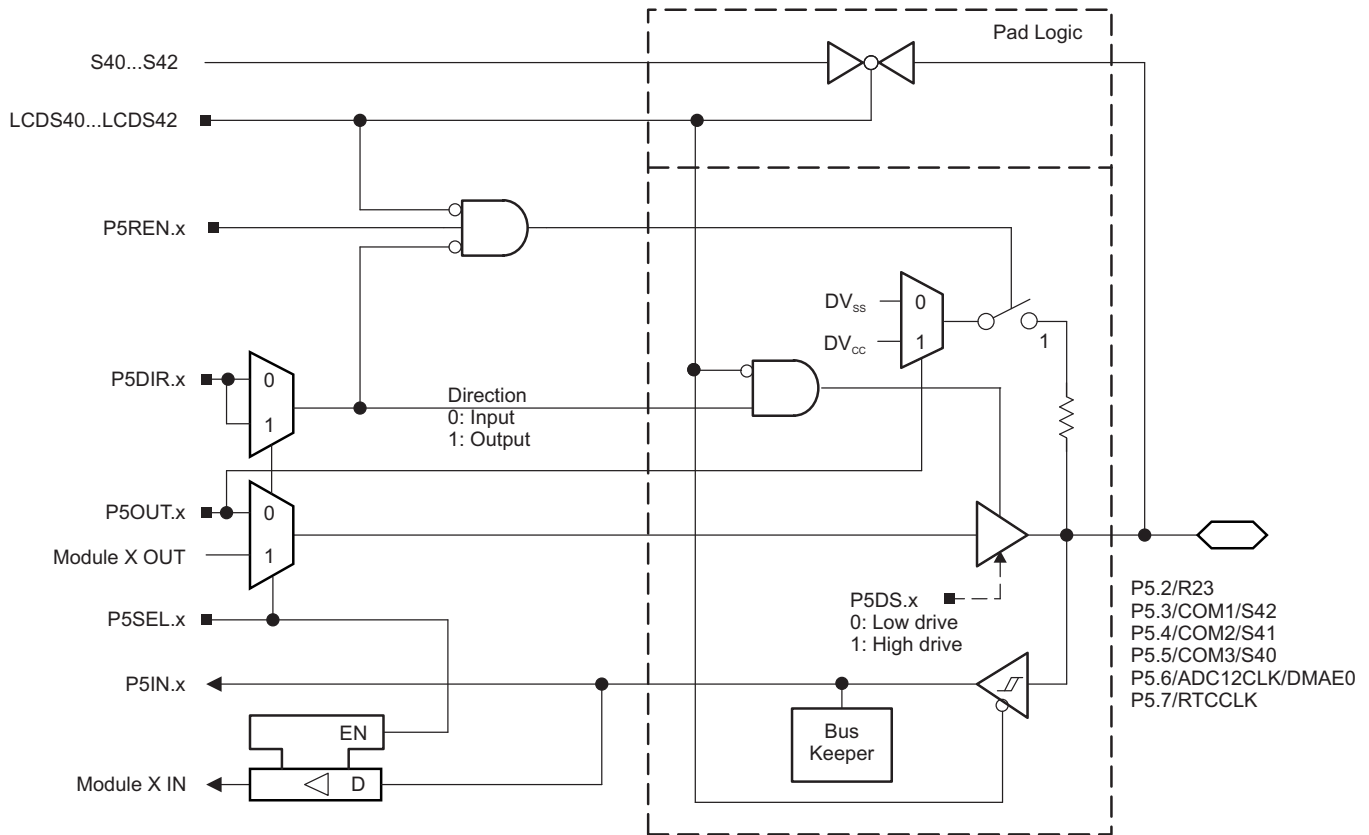 Pad Logic
S40...S42
LCDS40...LCDS42
P5REN.x
DVSS
0
DVCC
1
1
P5DIR.x
0
1
Direction
0: Input
1: Output
P5OUT.x
0
Module X OUT
1
P5SEL.x
P5DS.x
0: Low drive
1: High drive
P5.2/R23
P5.3/COM1/S42
P5.4/COM2/S41
P5.5/COM3/S40
P5.6/ADC12CLK/DMAE0
P5.7/RTCCLK
P5IN.x
Bus
Keeper
EN
Module X IN
D